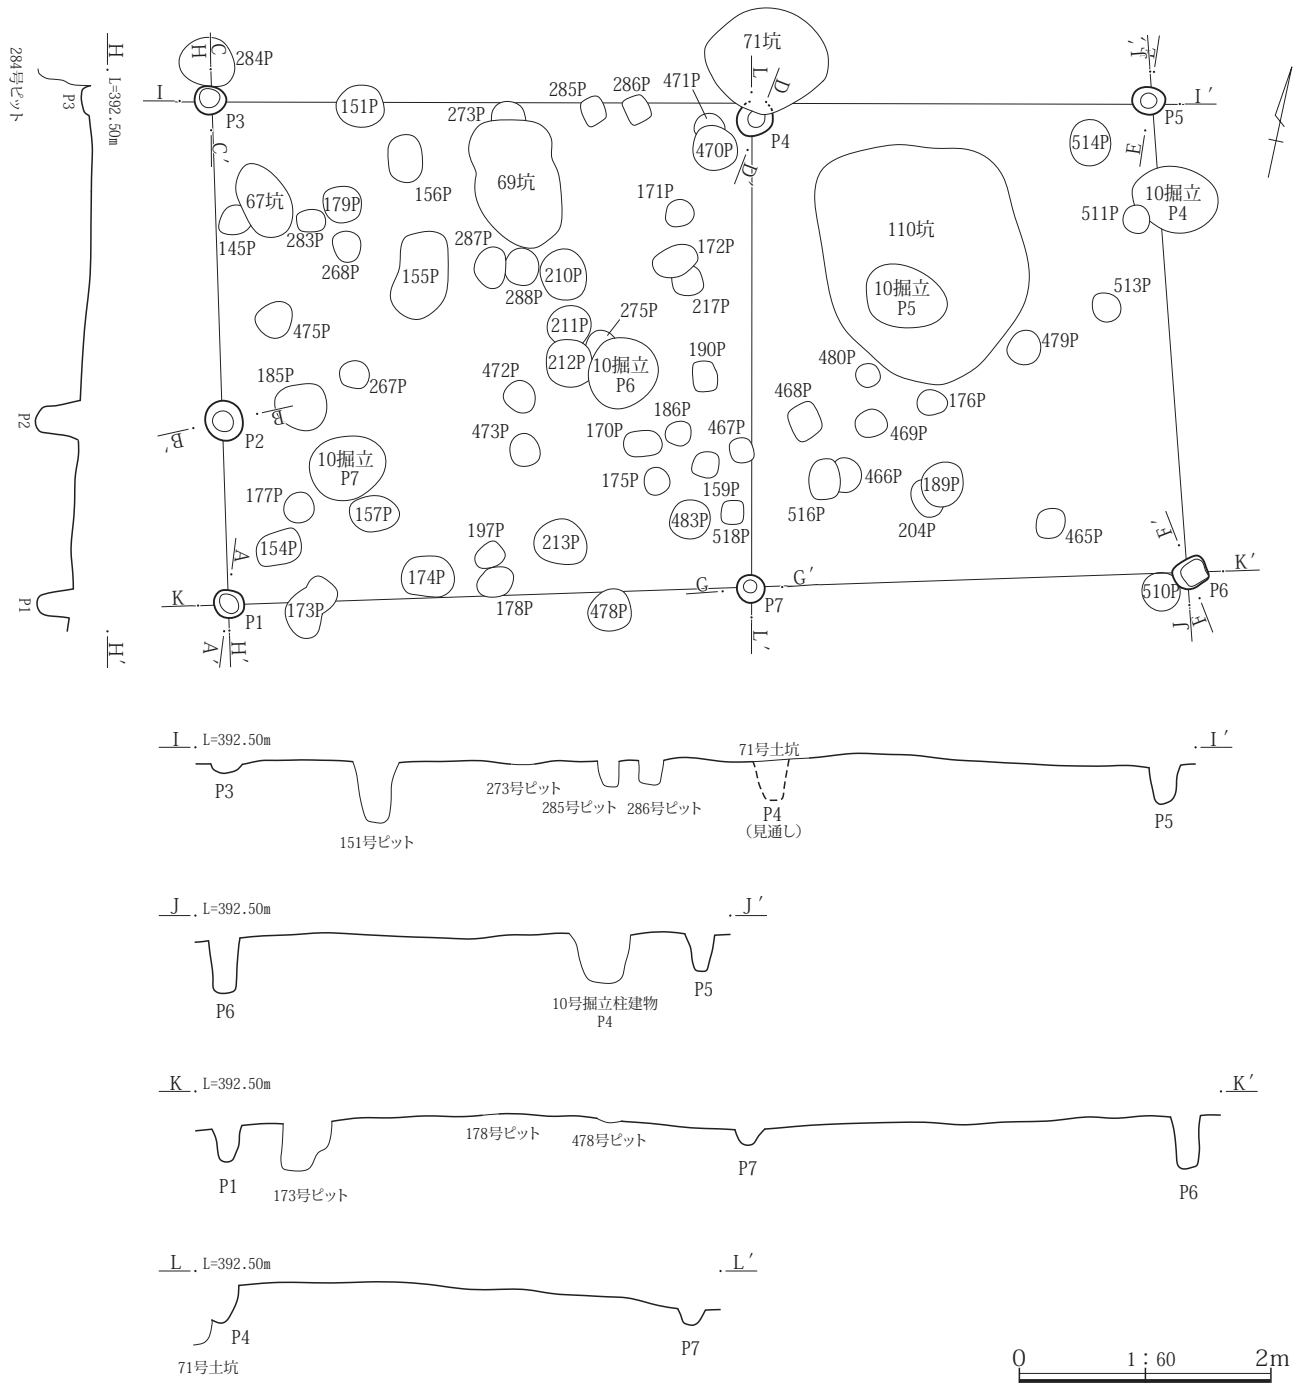 284号ピット
P3
H
L=392.50m
P2
P1
H′
H
C
284P
I
P3
C′
151P
273P
285P
286P
471P
71坑
L
D
P4
470P
D′
J′
E′
I′
P5
514P
E
10掘立
P4
511P
67坑
179P
156P
69坑
171P
145P
283P
268P
287P
155P
288P
210P
172P
217P
110坑
10掘立
P5
513P
475P
211P
275P
212P
10掘立
P6
190P
480P
479P
185P
267P
472P
468P
176P
B
B′
P2
473P
170P
186P
467P
469P
10掘立
P7
175P
159P
466P
189P
177P
157P
483P
518P
516P
204P
465P
F′
154P
A
197P
213P
174P
K
173P
P1
178P
478P
G
G′
P7
510P
P6
K′
A′
H′
L′
J
F
I
L=392.50m
I′
71号土坑
P3
273号ピット
285号ピット
286号ピット
P4
(見通し)
P5
151号ピット
J
L=392.50m
J′
P6
10号掘立柱建物
P4
P5
K
L=392.50m
K′
178号ピット
478号ピット
P1
173号ピット
P7
P6
L
L=392.50m
L′
P4
71号土坑
P7
0
1：60
2m